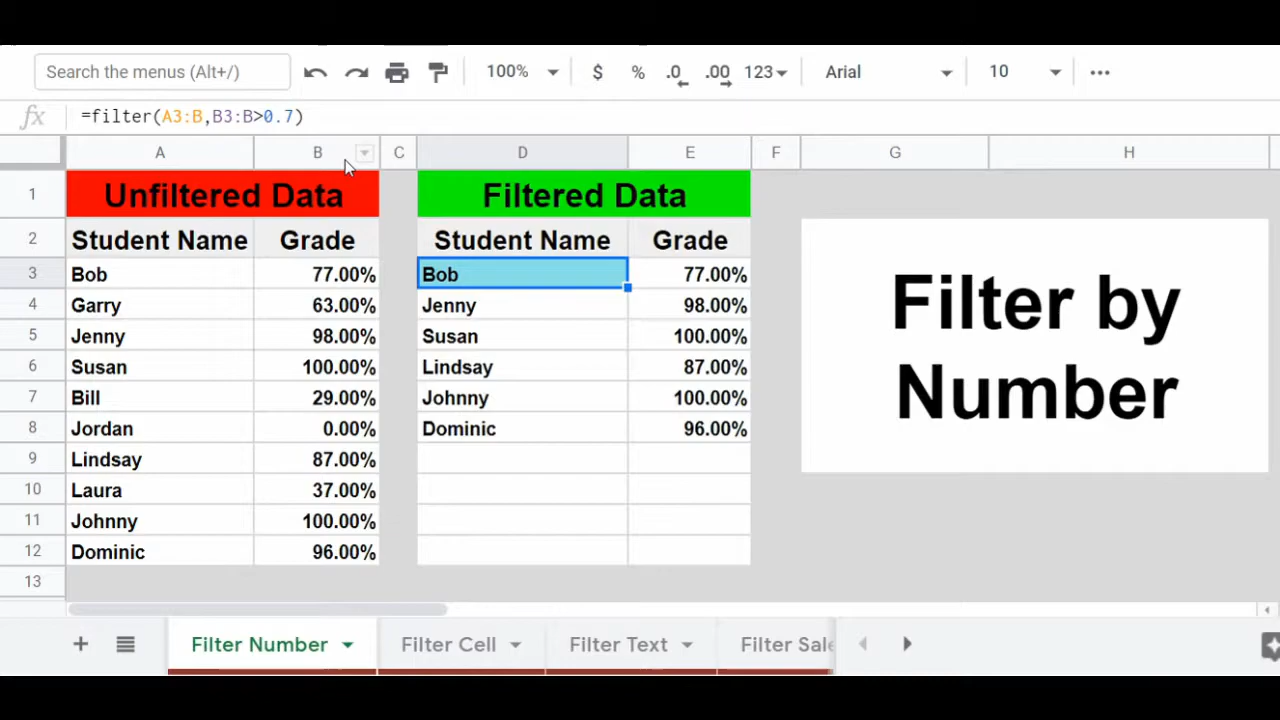 Search the menus (Alt+/) 100% $ % .0 .00 123 Arial 10
fx =filter(A3:B,B3:B>0.7)
A B C D E F G H
1 Unfiltered Data Filtered Data
2 Student Name Grade Student Name Grade
3 Bob 77.00% Bob 77.00%
4 Garry 63.00% Jenny 98.00%
5 Jenny 98.00% Susan 100.00%
6 Susan 100.00% Lindsay 87.00%
7 Bill 29.00% Johnny 100.00%
8 Jordan 0.00% Dominic 96.00%
9 Lindsay 87.00%
10 Laura 37.00%
11 Johnny 100.00%
12 Dominic 96.00%
13
Filter by
Number
Filter Number Filter Cell Filter Text Filter Sale